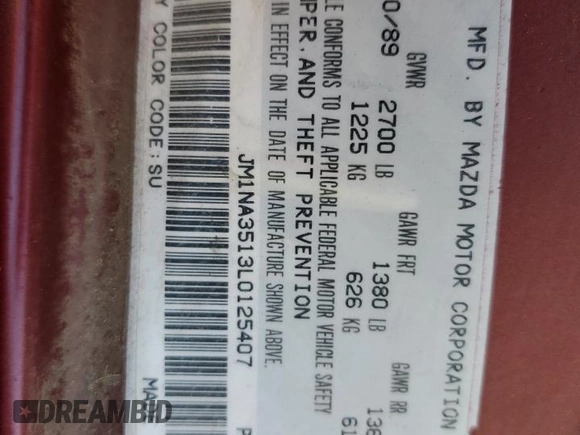 MFD. BY MAZDA MOTOR CORPORATION
0/89
GVWR
GAWR FRT
GAWR RR
2700 LB
1380 LB
1225 KG
626 KG
CONFORMS TO ALL APPLICABLE FEDERAL MOTOR VEHICLE SAFETY
AND THEFT PREVENTION
IN EFFECT ON THE DATE OF MANUFACTURE SHOWN ABOVE.
JM1NA3513L0125407
COLOR CODE:SU
DREAMBID